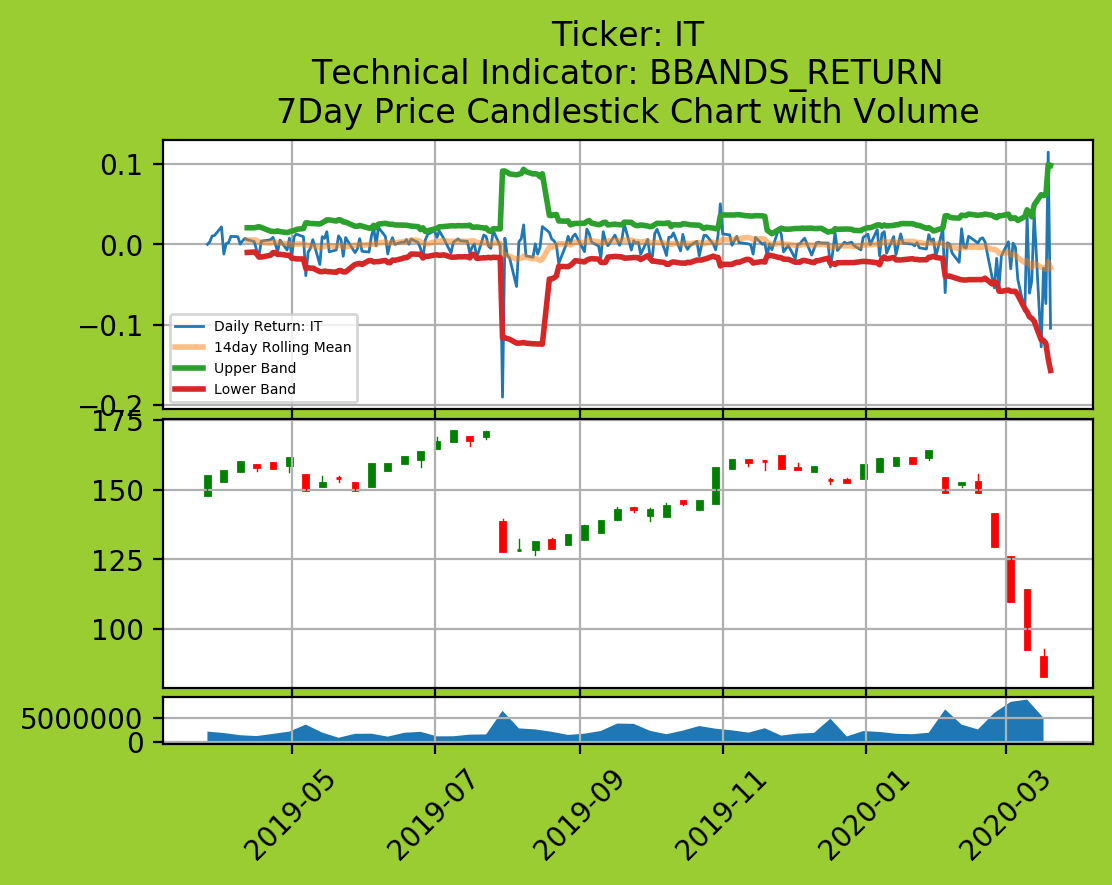 Ticker: IT
Technical Indicator: BBANDS_RETURN
7Day Price Candlestick Chart with Volume
0.1
0.0
−0.1
−0.2
Daily Return: IT
14day Rolling Mean
Upper Band
Lower Band
175
150
125
100
5000000
0
2019-05
2019-07
2019-09
2019-11
2020-01
2020-03